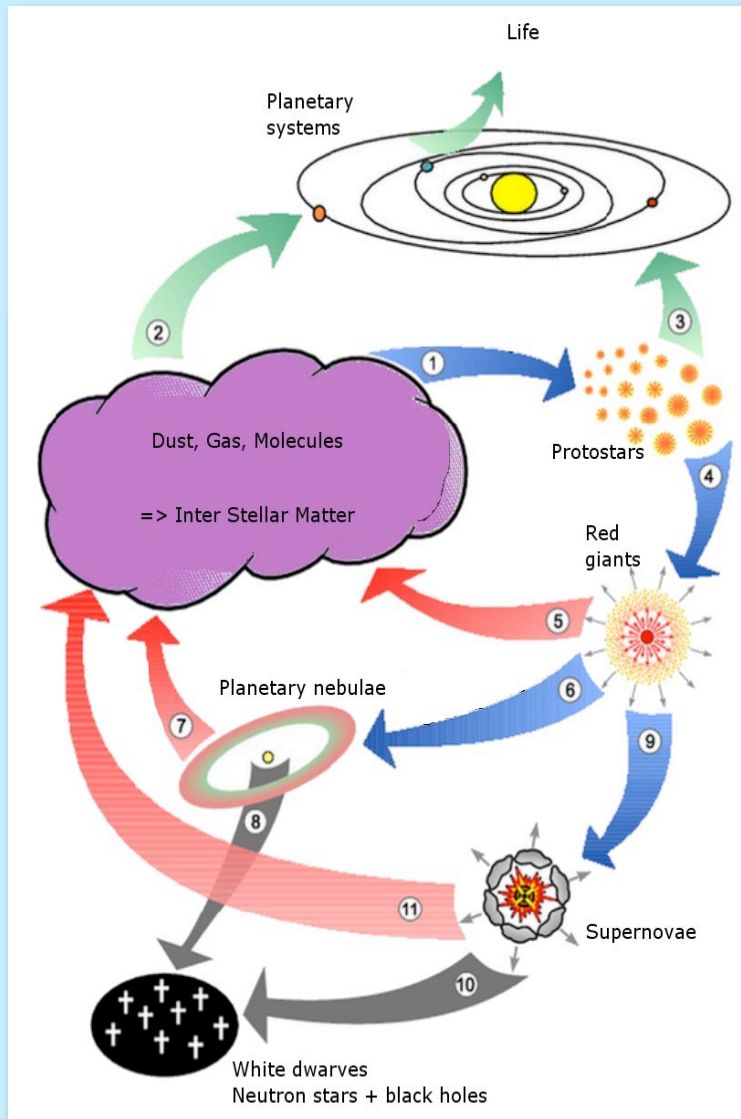 Life
Planetary
systems
2
3
1
Dust, Gas, Molecules
=> Inter Stellar Matter
Protostars
4
Red
giants
5
6
Planetary nebulae
7
9
8
11
Supernovae
10
White dwarves
Neutron stars + black holes